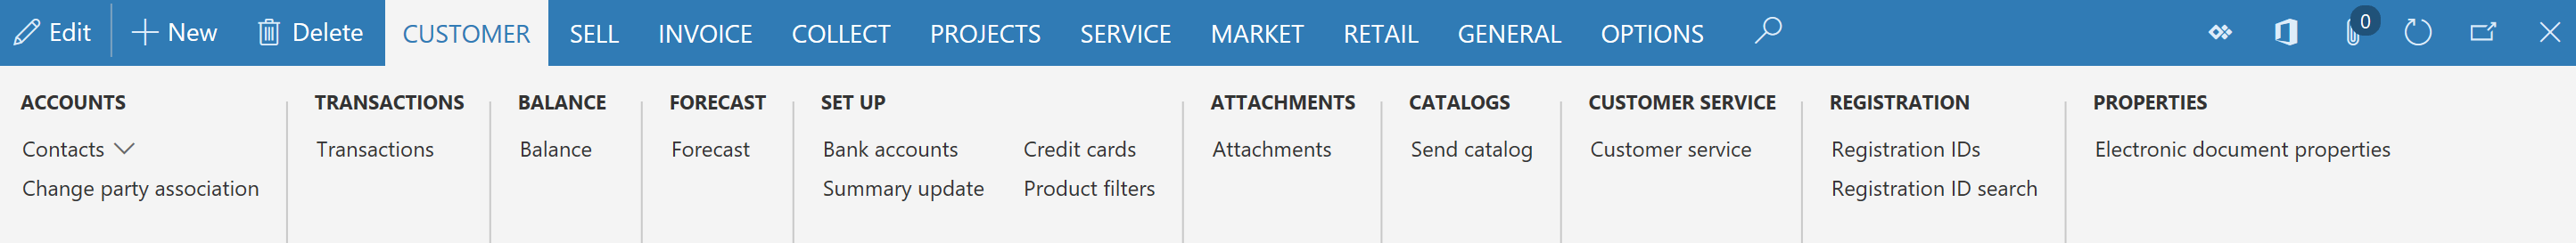 Edit New Delete CUSTOMER SELL INVOICE COLLECT PROJECTS SERVICE MARKET RETAIL GENERAL OPTIONS 0
ACCOUNTS TRANSACTIONS BALANCE FORECAST SET UP ATTACHMENTS CATALOGS CUSTOMER SERVICE REGISTRATION PROPERTIES
Contacts Transactions Balance Forecast Bank accounts Credit cards Attachments Send catalog Customer service Registration IDs Electronic document properties
Change party association Summary update Product filters Registration ID search